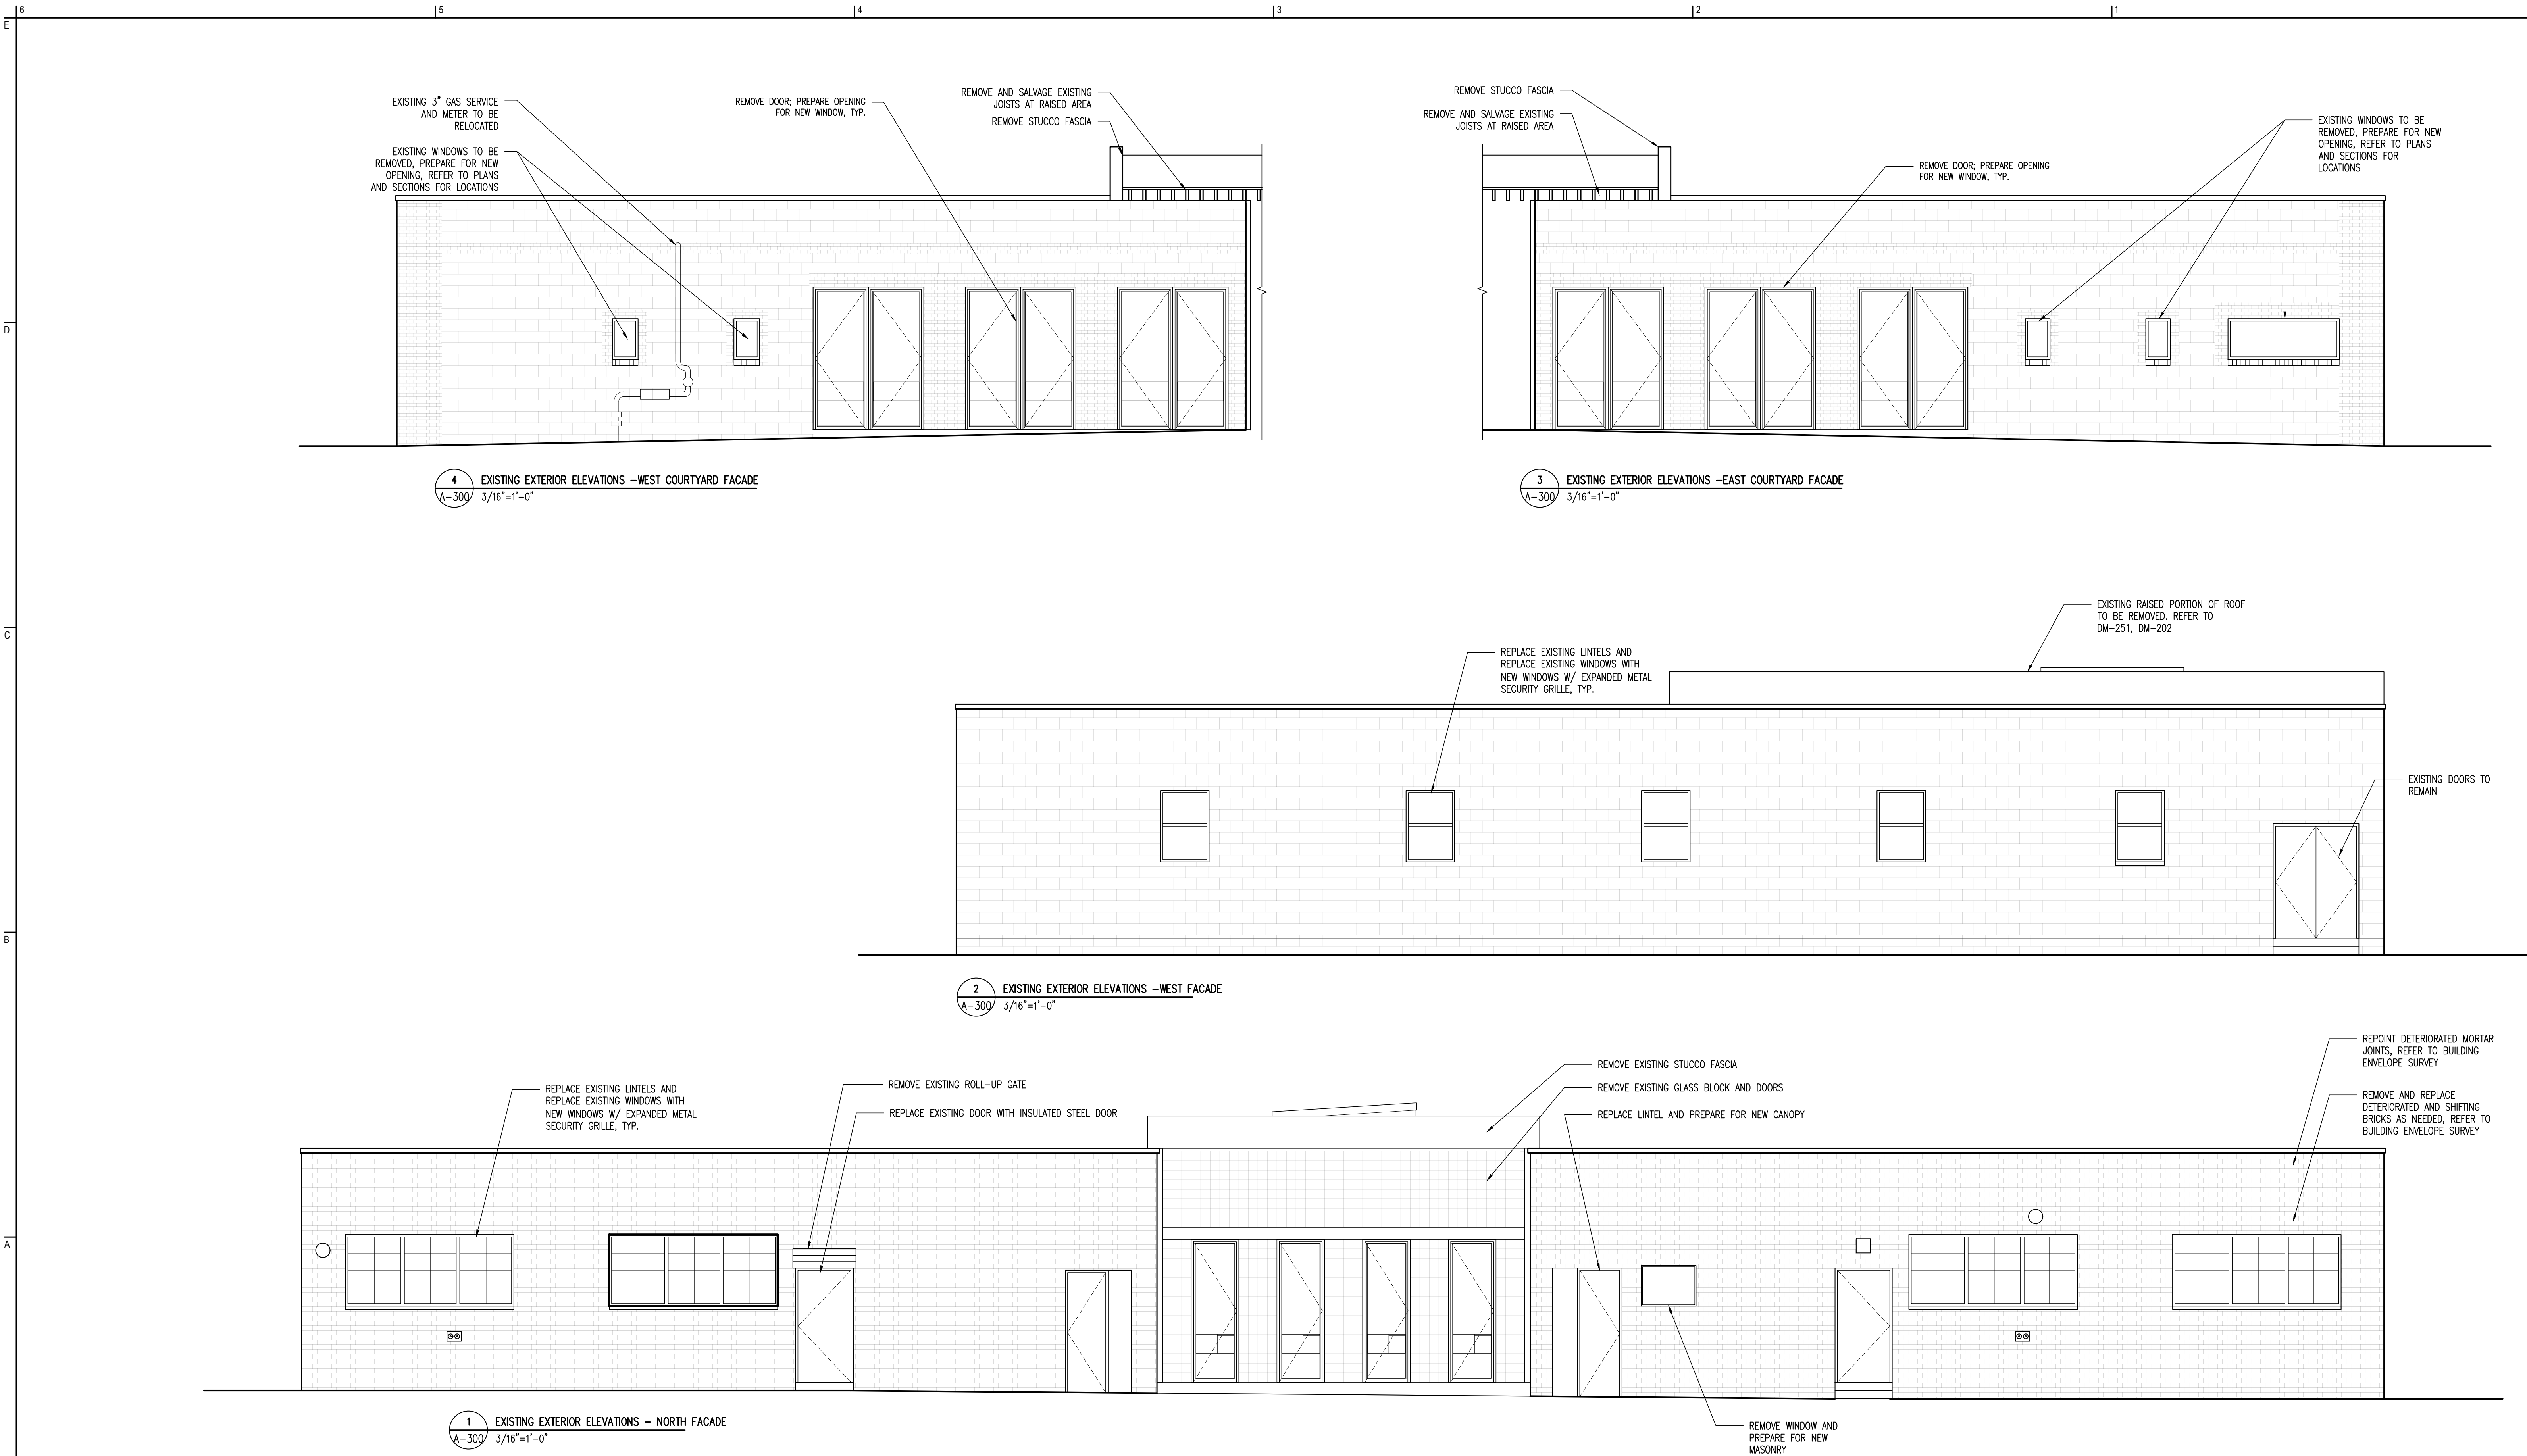 6
5
4
3
2
1
E
D
C
B
A
EXISTING 3" GAS SERVICE
AND METER TO BE
RELOCATED
EXISTING WINDOWS TO BE
REMOVED, PREPARE FOR NEW
OPENING, REFER TO PLANS
AND SECTIONS FOR LOCATIONS
REMOVE DOOR; PREPARE OPENING
FOR NEW WINDOW, TYP.
REMOVE AND SALVAGE EXISTING
JOISTS AT RAISED AREA
REMOVE STUCCO FASCIA
4
A-300
EXISTING EXTERIOR ELEVATIONS -WEST COURTYARD FACADE
3/16"=1'-0"
REMOVE STUCCO FASCIA
REMOVE AND SALVAGE EXISTING
JOISTS AT RAISED AREA
REMOVE DOOR; PREPARE OPENING
FOR NEW WINDOW, TYP.
EXISTING WINDOWS TO BE
REMOVED, PREPARE FOR NEW
OPENING, REFER TO PLANS
AND SECTIONS FOR
LOCATIONS
3
A-300
EXISTING EXTERIOR ELEVATIONS -EAST COURTYARD FACADE
3/16"=1'-0"
EXISTING RAISED PORTION OF ROOF
TO BE REMOVED. REFER TO
DM-251, DM-202
REPLACE EXISTING LINTELS AND
REPLACE EXISTING WINDOWS WITH
NEW WINDOWS W/ EXPANDED METAL
SECURITY GRILLE, TYP.
EXISTING DOORS TO
REMAIN
2
A-300
EXISTING EXTERIOR ELEVATIONS -WEST FACADE
3/16"=1'-0"
REPLACE EXISTING LINTELS AND
REPLACE EXISTING WINDOWS WITH
NEW WINDOWS W/ EXPANDED METAL
SECURITY GRILLE, TYP.
REMOVE EXISTING ROLL-UP GATE
REPLACE EXISTING DOOR WITH INSULATED STEEL DOOR
REMOVE EXISTING STUCCO FASCIA
REMOVE EXISTING GLASS BLOCK AND DOORS
REPLACE LINTEL AND PREPARE FOR NEW CANOPY
REPOINT DETERIORATED MORTAR
JOINTS, REFER TO BUILDING
ENVELOPE SURVEY
REMOVE AND REPLACE
DETERIORATED AND SHIFTING
BRICKS AS NEEDED, REFER TO
BUILDING ENVELOPE SURVEY
REMOVE WINDOW AND
PREPARE FOR NEW
MASONRY
1
A-300
EXISTING EXTERIOR ELEVATIONS - NORTH FACADE
3/16"=1'-0"